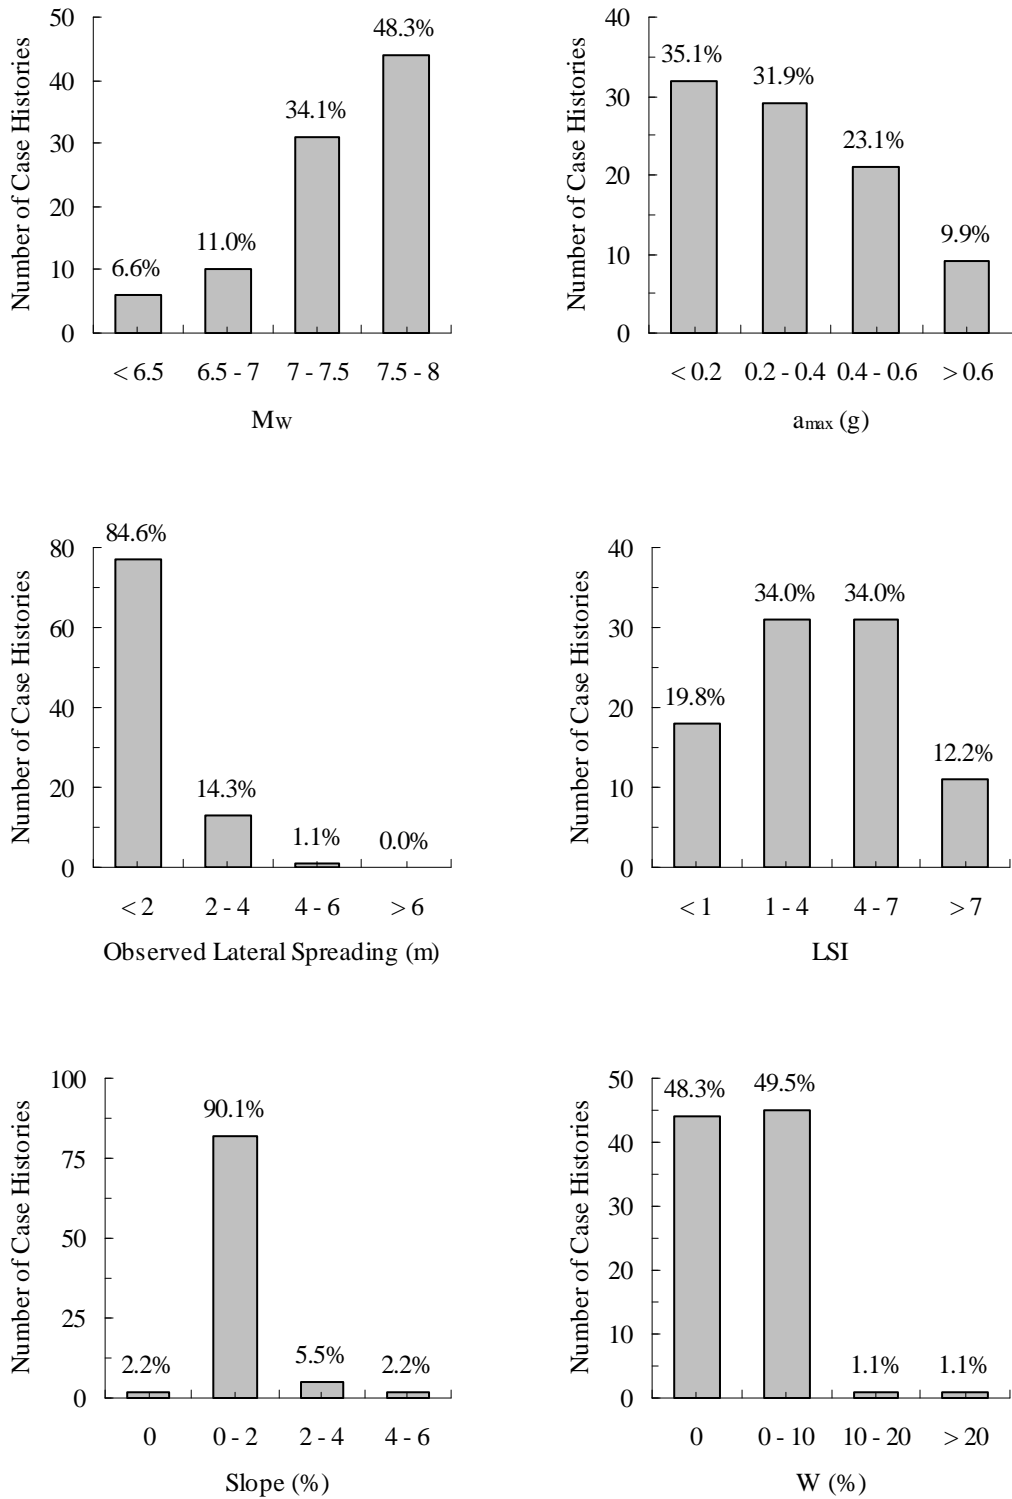 Number of Case Histories
50
40
30
20
10
0
6.6%
11.0%
34.1%
48.3%
< 6.5
6.5 - 7
7 - 7.5
7.5 - 8
Mw
Number of Case Histories
40
30
20
10
0
35.1%
31.9%
23.1%
9.9%
< 0.2
0.2 - 0.4
0.4 - 0.6
> 0.6
amax (g)
Number of Case Histories
80
60
40
20
0
84.6%
14.3%
1.1%
0.0%
< 2
2 - 4
4 - 6
> 6
Observed Lateral Spreading (m)
Number of Case Histories
40
30
20
10
0
19.8%
34.0%
34.0%
12.2%
< 1
1 - 4
4 - 7
> 7
LSI
Number of Case Histories
100
75
50
25
0
2.2%
90.1%
5.5%
2.2%
0
0 - 2
2 - 4
4 - 6
Slope (%)
Number of Case Histories
50
40
30
20
10
0
48.3%
49.5%
1.1%
1.1%
0
0 - 10
10 - 20
> 20
W (%)